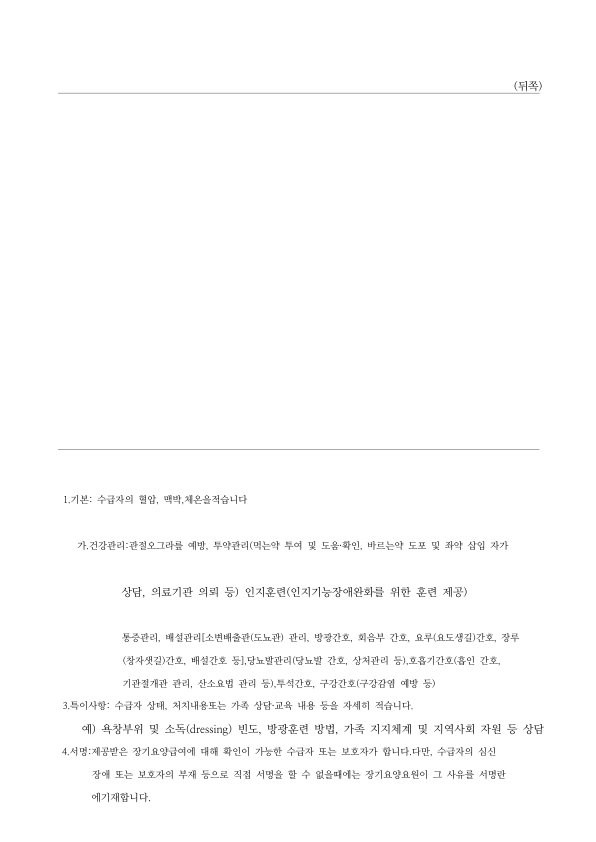 (뒤쪽)
1.기본: 수급자의 혈압, 맥박,체온을적습니다
가.건강관리:관절오그라듦 예방, 투약관리(먹는약 투여 및 도움·확인, 바르는약 도포 및 좌약 삽입 자가
상담, 의료기관 의뢰 등) 인지훈련(인지기능장애완화를 위한 훈련 제공)
통증관리, 배설관리[소변배출관(도뇨관) 관리, 방광간호, 회음부 간호, 요루(요도샛길)간호, 장루
(창자샛길)간호, 배설간호 등],당뇨발관리(당뇨발 간호, 상처관리 등),호흡기간호(흡인 간호,
기관절개관 관리, 산소요법 관리 등),투석간호, 구강간호(구강감염 예방 등)
3.특이사항: 수급자 상태, 처치내용또는 가족 상담·교육 내용 등을 자세히 적습니다.
예) 욕창부위 및 소독(dressing) 빈도, 방광훈련 방법, 가족 지지체계 및 지역사회 자원 등 상담
4.서명:제공받은 장기요양급여에 대해 확인이 가능한 수급자 또는 보호자가 합니다.다만, 수급자의 심신
장애 또는 보호자의 부재 등으로 직접 서명을 할 수 없을때에는 장기요양요원이 그 사유를 서명란
에기재합니다.